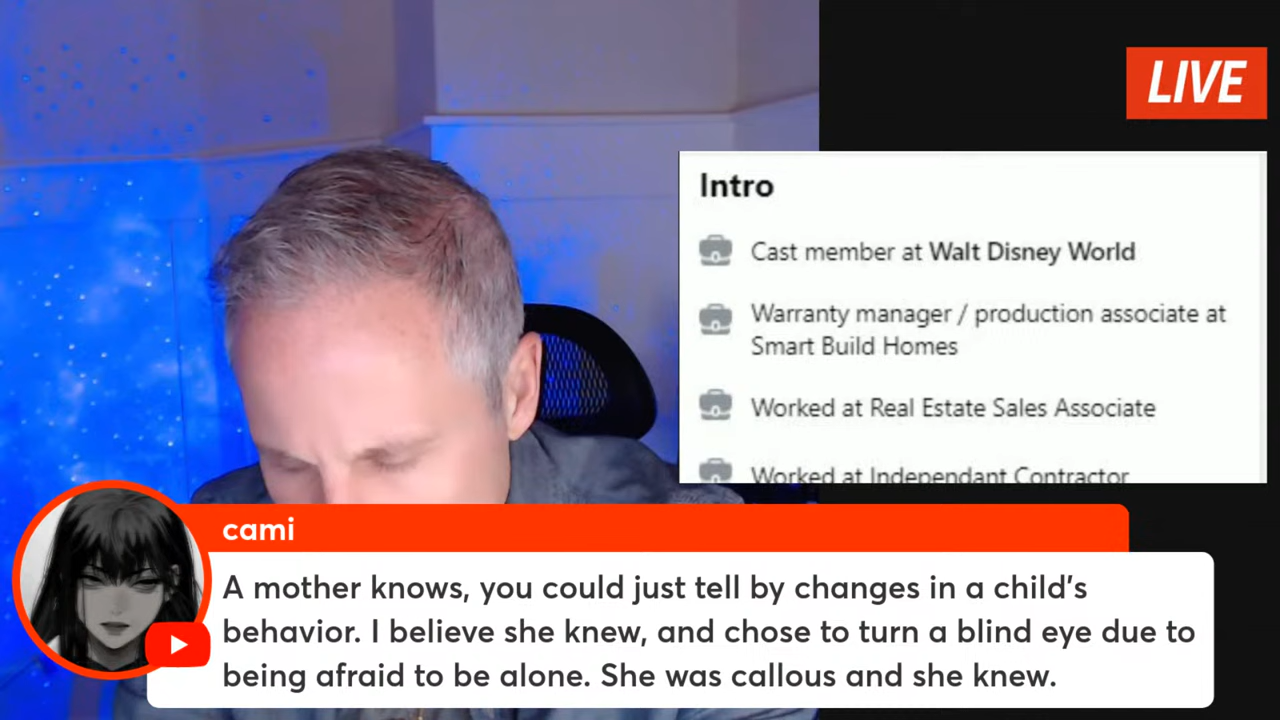 LIVE
Intro
Cast member at Walt Disney World
Warranty manager / production associate at
Smart Build Homes
Worked at Real Estate Sales Associate
Worked at Independant Contractor
cami
A mother knows, you could just tell by changes in a child's
behavior. I believe she knew, and chose to turn a blind eye due to
being afraid to be alone. She was callous and she knew.